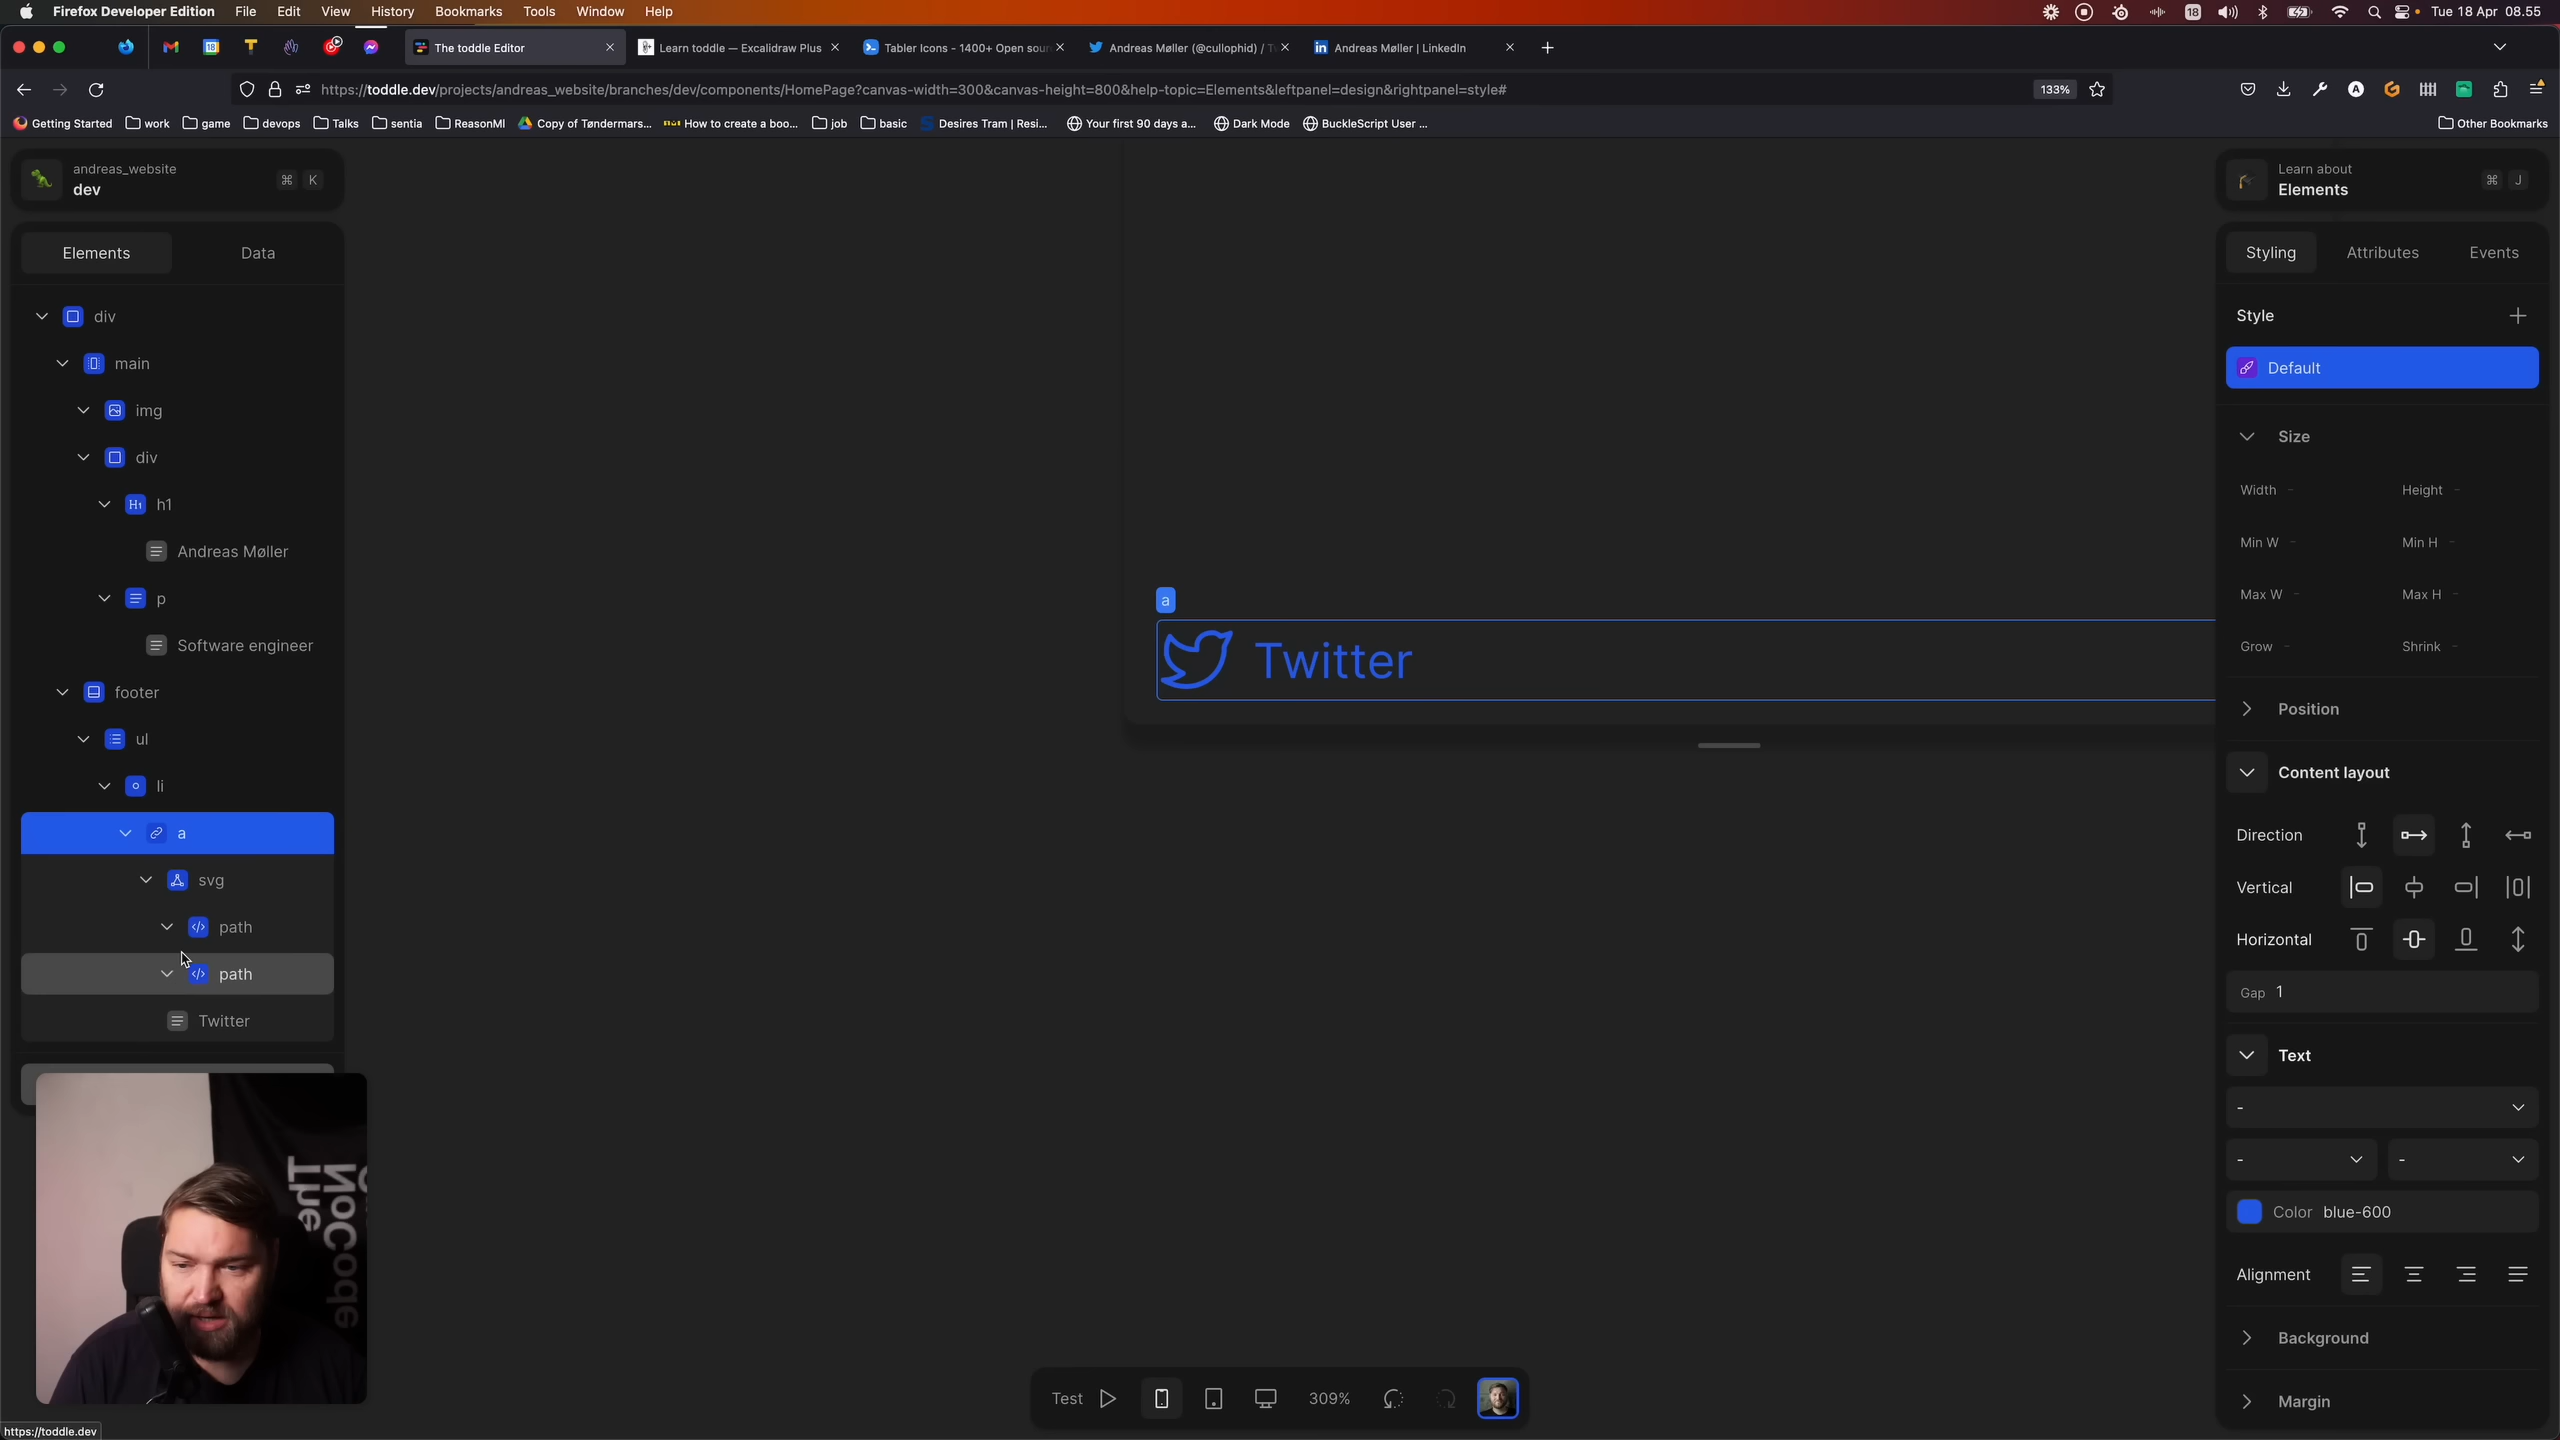 Firefox Developer Edition File Edit View History Bookmarks Tools Window Help 18 Tue 18 Apr 08.55
18 The toddle Editor Learn toddle — Excalidraw Plus Tabler Icons - 1400+ Open sour Andreas Møller (@cullophid) / T Andreas Møller | LinkedIn
https://toddle.dev/projects/andreas_website/branches/dev/components/HomePage?canvas-width=300&canvas-height=800&help-topic=Elements&leftpanel=design&rightpanel=style# 133%
Getting Started work game devops Talks sentia ReasonMl Copy of Tøndermars... How to create a boo... job basic Desires Tram | Resi... Your first 90 days a... Dark Mode BuckleScript User ... Other Bookmarks
andreas_website
dev
⌘ K
Learn about
Elements
⌘ J
Elements Data
div
main
img
div
H1 h1
Andreas Møller
p
Software engineer
footer
ul
li
a
svg
path
path
Twitter
a
Twitter
Styling Attributes Events
Style
Default
Size
Width - Height -
Min W - Min H -
Max W - Max H -
Grow - Shrink -
Position
Content layout
Direction
Vertical
Horizontal
Gap 1
Text
-
- -
Color blue-600
Alignment
Background
Margin
Test 309%
The
NoCode
https://toddle.dev